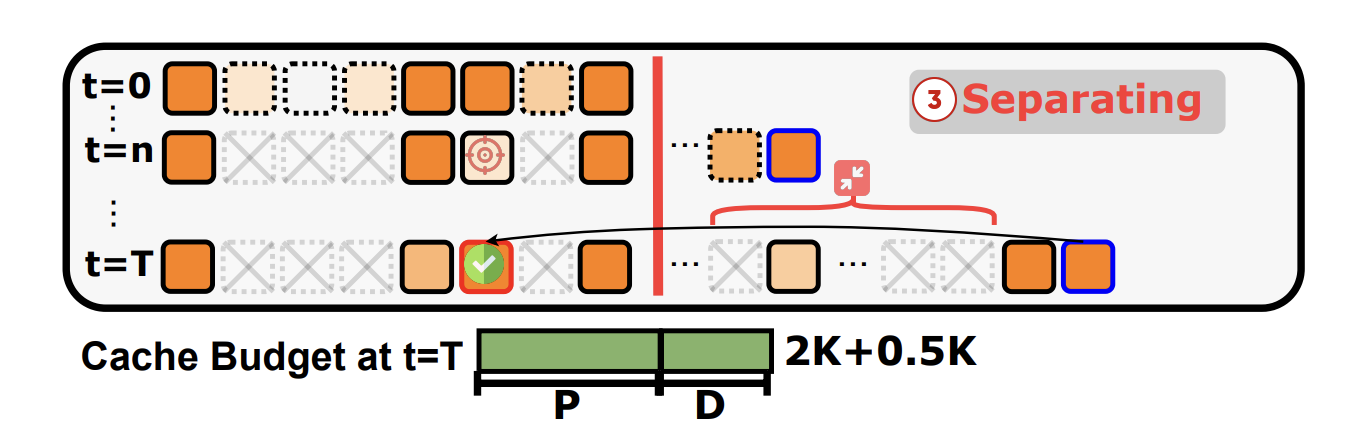 t=0
3 Separating
⋮
t=n
...
⋮
t=T
... ...
Cache Budget at t=T
2K+0.5K
P
D